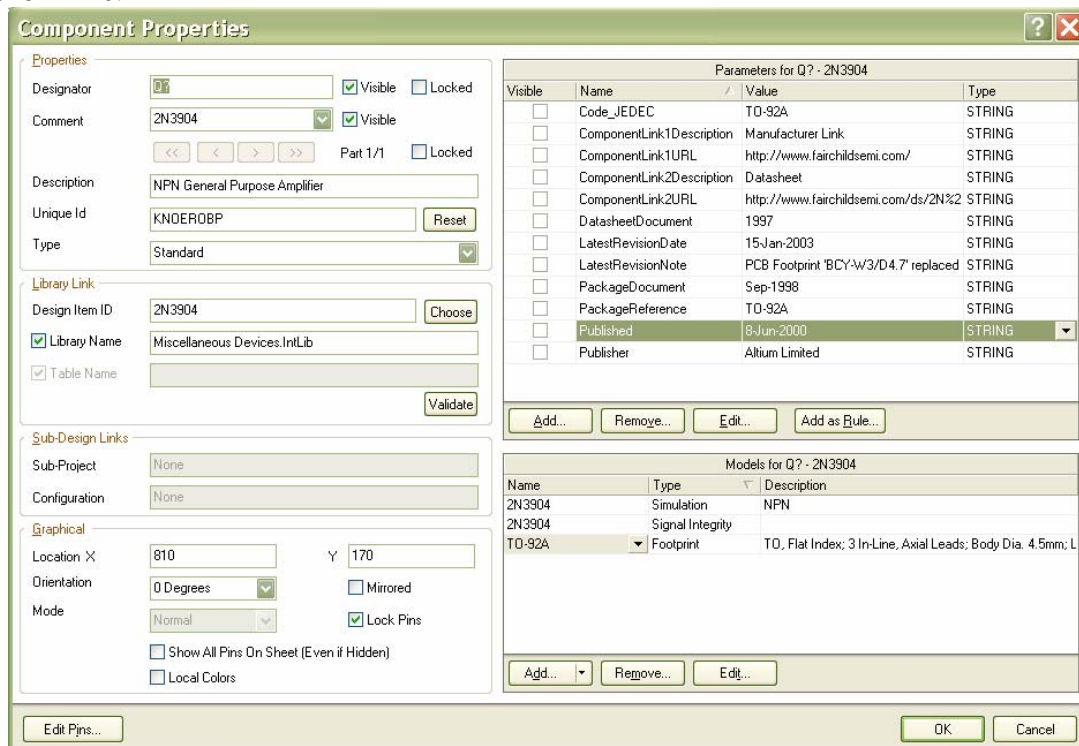 Component Properties
Properties
Designator Q? Visible Locked
Comment 2N3904 Visible
<< < > >> Part 1/1 Locked
Description NPN General Purpose Amplifier
Unique Id KNOEROBP Reset
Type Standard
Library Link
Design Item ID 2N3904 Choose
Library Name Miscellaneous Devices.IntLib
Table Name
Validate
Sub-Design Links
Sub-Project None
Configuration None
Graphical
Location X 810 Y 170
Orientation 0 Degrees Mirrored
Mode Normal Lock Pins
Show All Pins On Sheet (Even if Hidden)
Local Colors
Parameters for Q? - 2N3904
Visible Name Value Type
Code_JEDEC TO-92A STRING
ComponentLink1Description Manufacturer Link STRING
ComponentLink1URL http://www.fairchildsemi.com/ STRING
ComponentLink2Description Datasheet STRING
ComponentLink2URL http://www.fairchildsemi.com/ds/2N%2 STRING
DatasheetDocument 1997 STRING
LatestRevisionDate 15-Jan-2003 STRING
LatestRevisionNote PCB Footprint 'BCY-W3/D4.7' replaced STRING
PackageDocument Sep-1998 STRING
PackageReference TO-92A STRING
Published 8-Jun-2000 STRING
Publisher Altium Limited STRING
Add... Remove... Edit... Add as Rule...
Models for Q? - 2N3904
Name Type Description
2N3904 Simulation NPN
2N3904 Signal Integrity
TO-92A Footprint TO, Flat Index; 3 In-Line, Axial Leads; Body Dia. 4.5mm; L
Add... Remove... Edit...
Edit Pins... OK Cancel